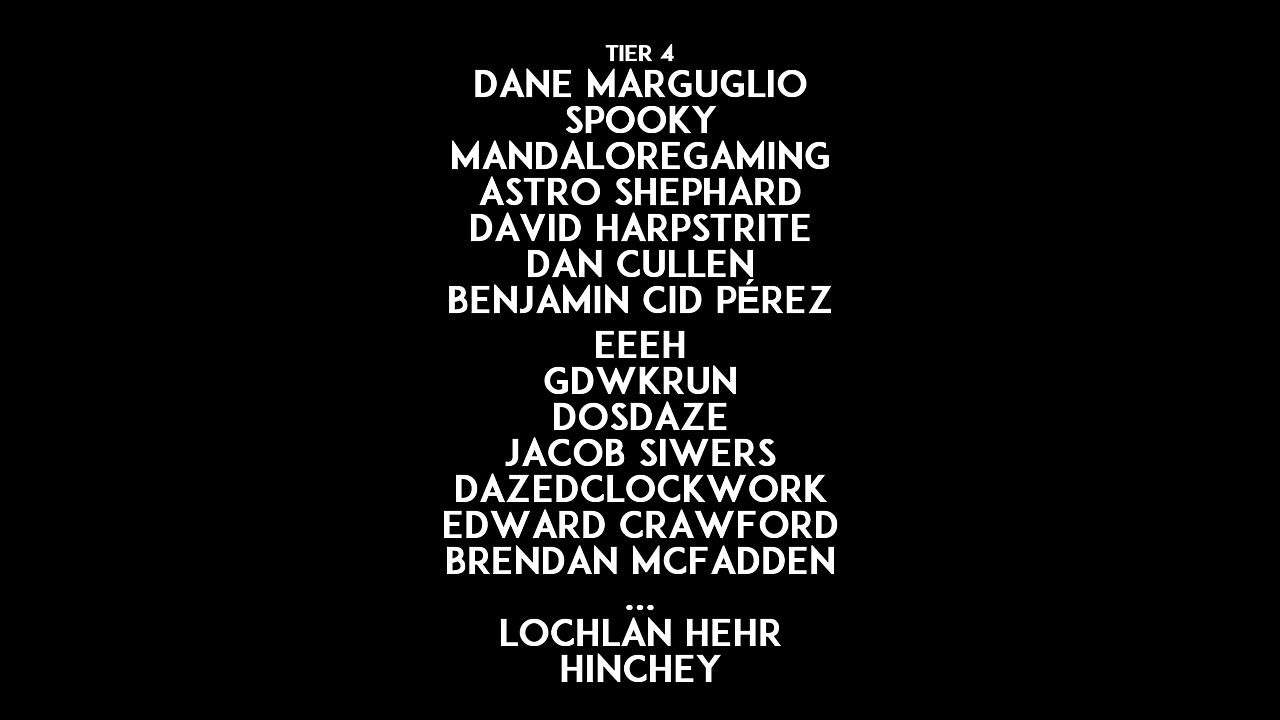 TIER 4
DANE MARGUGLIO
SPOOKY
MANDALOREGAMING
ASTRO SHEPHARD
DAVID HARPSTRITE
DAN CULLEN
BENJAMIN CID PÉREZ
EEEH
GDWKRUN
DOSDAZE
JACOB SIWERS
DAZEDCLOCKWORK
EDWARD CRAWFORD
BRENDAN MCFADDEN
...
LOCHLAN HEHR
HINCHEY